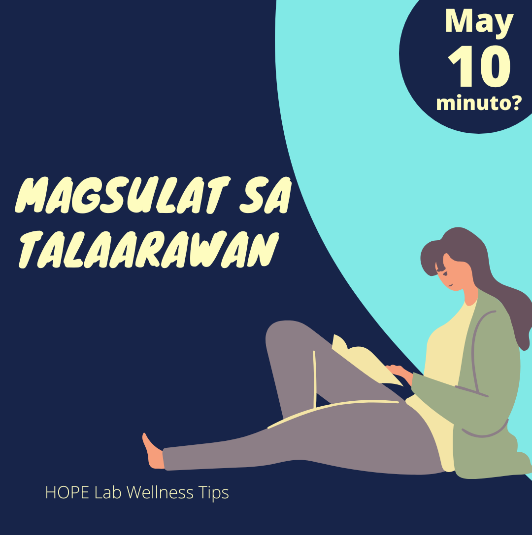 May
10
minuto?
MAGSULAT SA
TALAARAWAN
HOPE Lab Wellness Tips